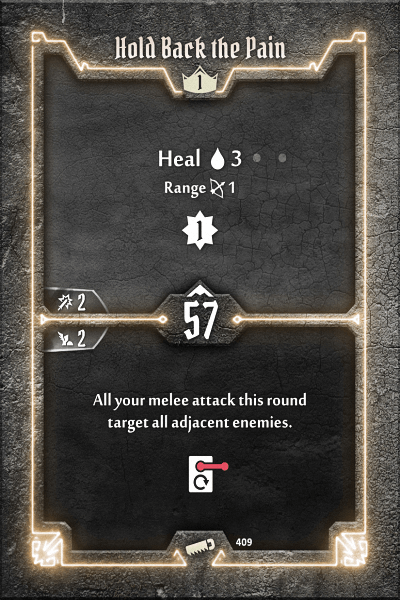 Hold Back the Pain
1
Heal 3
Range 1
1
2
57
2
All your melee attack this round
target all adjacent enemies.
409